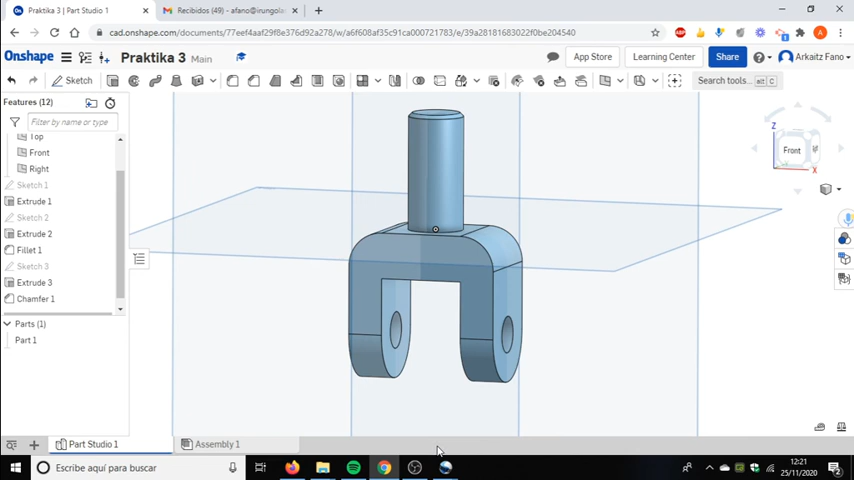 Praktika 3 | Part Studio 1
Recibidos (49) - afano@irungola
cad.onshape.com/documents/77eef4aaf29f8e376d92a278/w/a6f608af35c91ca000721783/e/39a28181683022f0be204540
Onshape
Praktika 3 Main
App Store
Learning Center
Share
Arkaitz Fano
Sketch
Search tools...
alt C
Features (12)
Filter by name or type
Top
Front
Right
Sketch 1
Extrude 1
Sketch 2
Extrude 2
Fillet 1
Sketch 3
Extrude 3
Chamfer 1
Parts (1)
Part 1
Z
Front
X
Part Studio 1
Assembly 1
Escribe aquí para buscar
12:21
25/11/2020
2